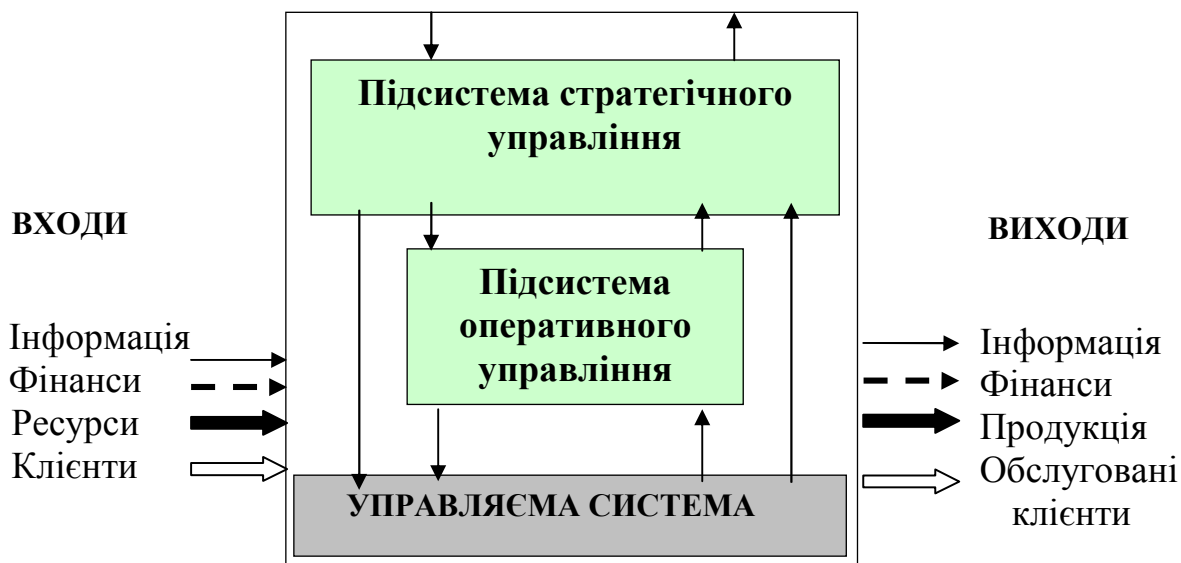 Підсистема стратегічного
управління
ВХОДИ
Інформація
Фінанси
Ресурси
Клієнти
Підсистема
оперативного
управління
УПРАВЛЯЄМА СИСТЕМА
ВИХОДИ
Інформація
Фінанси
Продукція
Обслуговані
клієнти